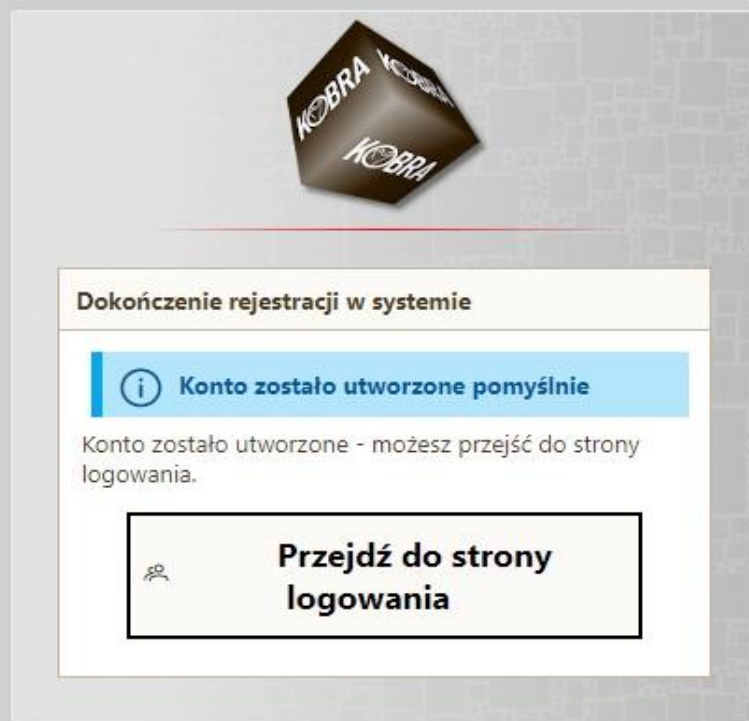 KOBRA
KOBRA
KOBRA
Dokończenie rejestracji w systemie
Konto zostało utworzone pomyślnie
Konto zostało utworzone - możesz przejść do strony
logowania.
Przejdź do strony
logowania